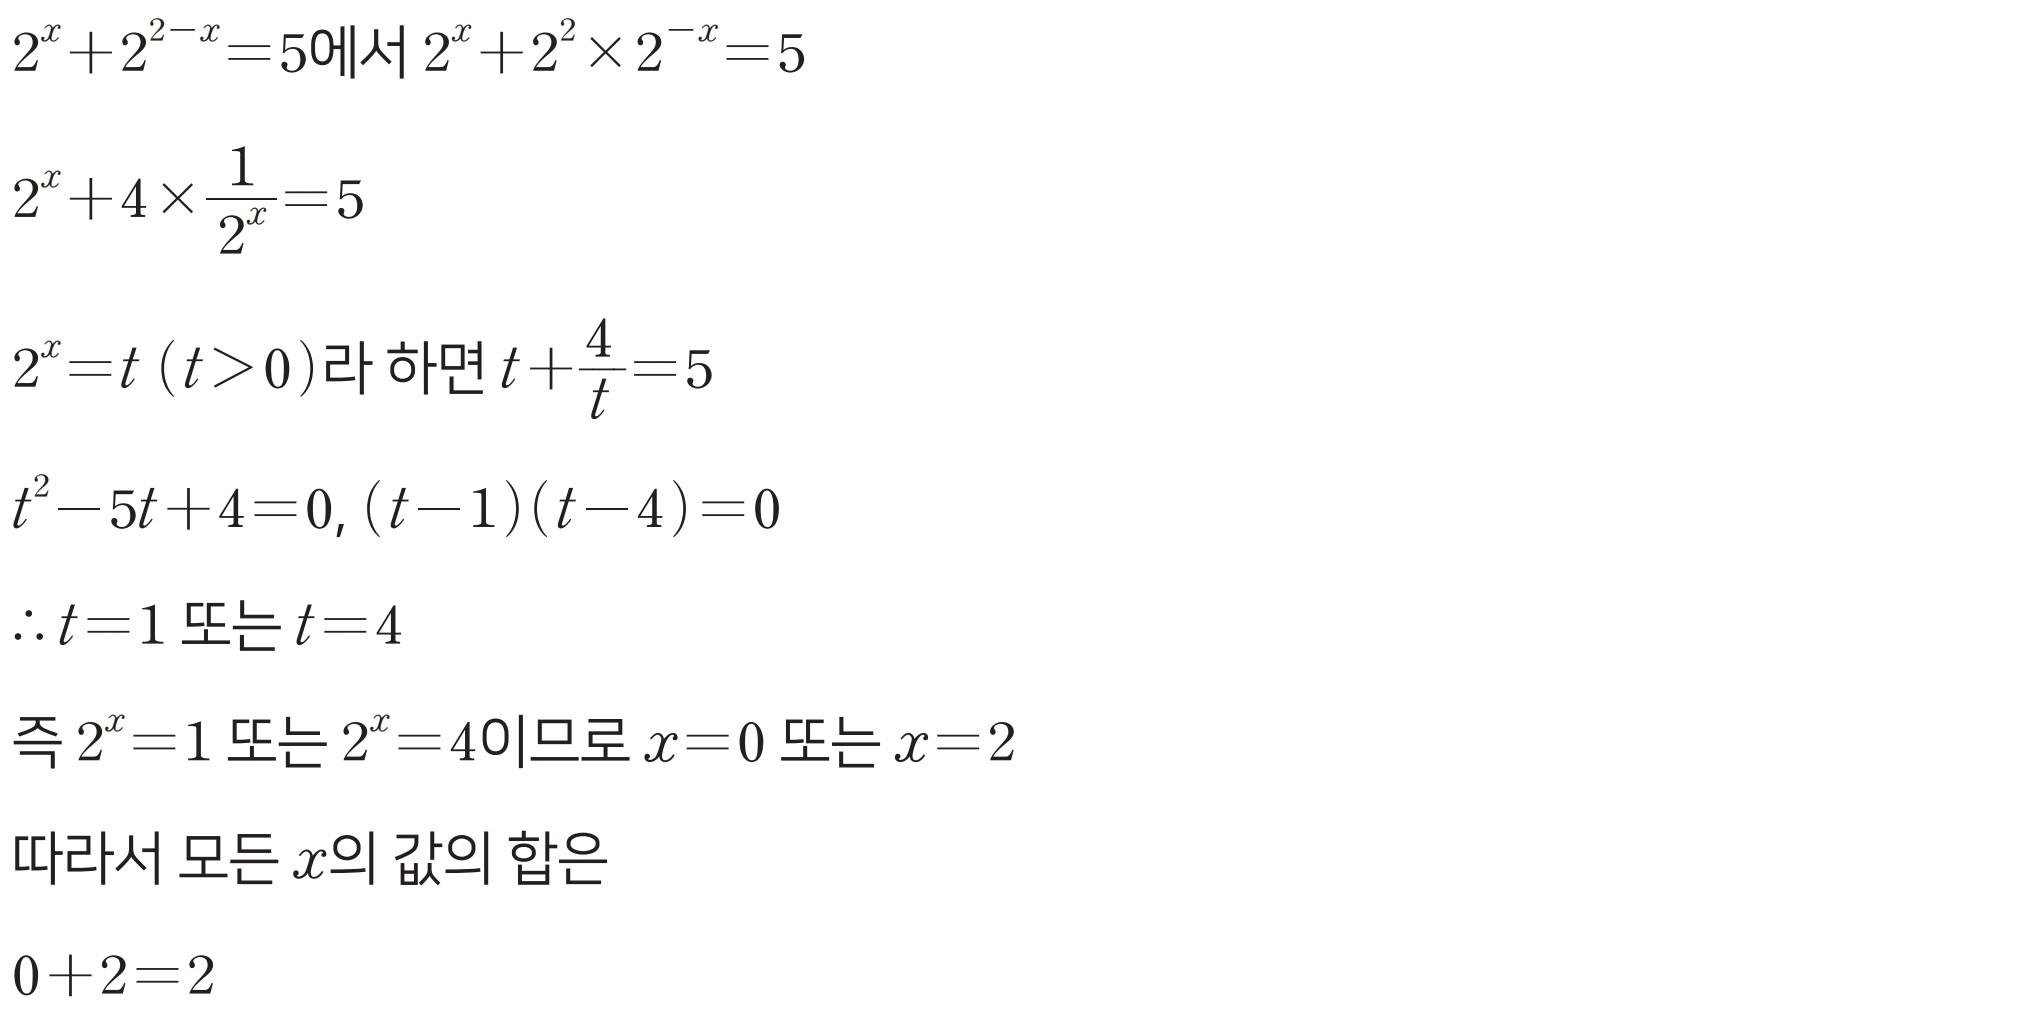 $2^x+2^{2-x}=5$에서 $2^x+2^2\times2^{-x}=5$
$2^x+4\times\frac{1}{2^x}=5$
$2^x=t\ (t>0)$라 하면 $t+\frac{4}{t}=5$
$t^2-5t+4=0$, $(t-1)(t-4)=0$
$\therefore t=1$ 또는 $t=4$
즉 $2^x=1$ 또는 $2^x=4$이므로 $x=0$ 또는 $x=2$
따라서 모든 $x$의 값의 합은
$0+2=2$